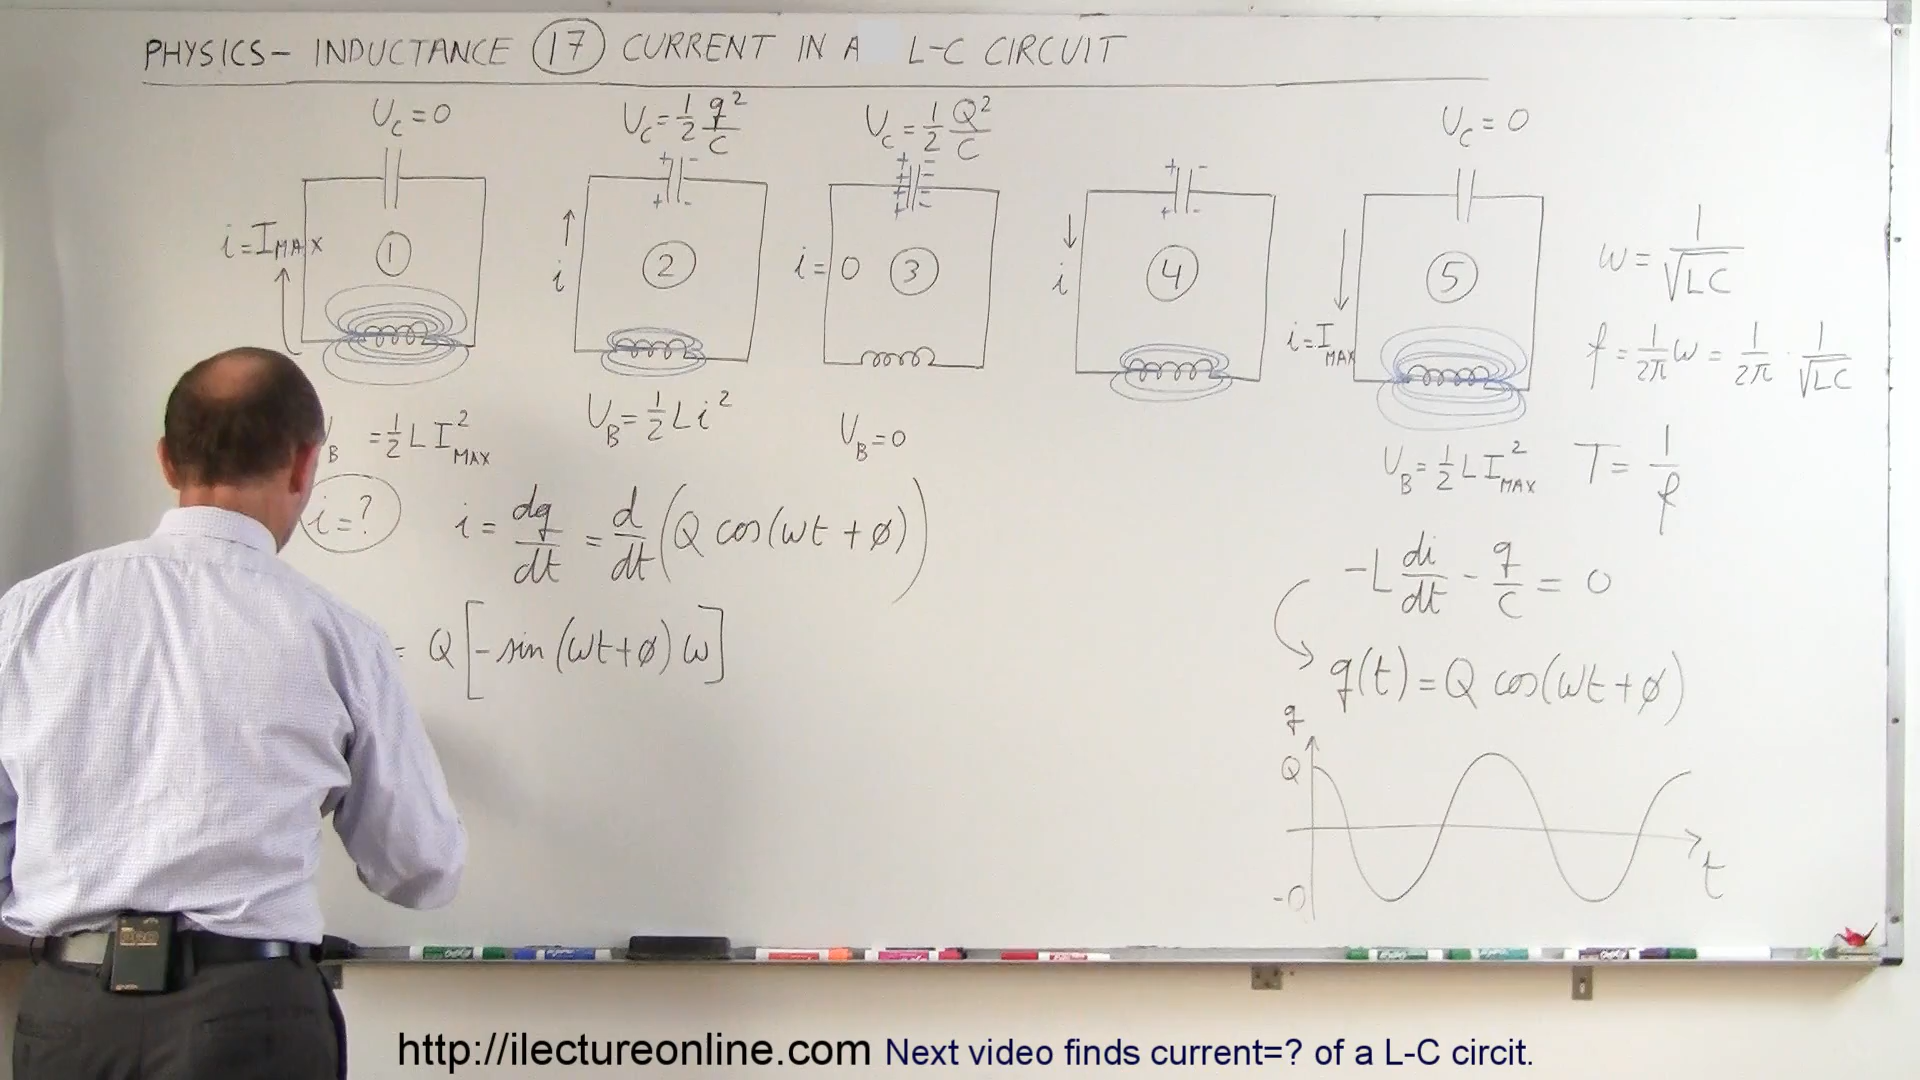 PHYSICS- INDUCTANCE 17 CURRENT IN A L-C CIRCUIT
U_C = 0
U_C = 1/2 q²/C
U_C = 1/2 Q²/C
U_C = 0
+ -
+ -
+ -
+ -
+ -
+ -
+ -
+ -
i = I_MAX
1
i
2
i = 0
3
i
4
i = I_MAX
5
ω = 1/√LC
f = 1/2π ω = 1/2π · 1/√LC
T = 1/f
U_B = 1/2 L I²_MAX
U_B = 1/2 L i²
U_B = 0
U_B = 1/2 L I²_MAX
i = ?
i = dq/dt = d/dt (Q cos(ωt + ø))
= Q [-sin (ωt+ø) ω]
-L di/dt - q/C = 0
q(t) = Q cos(ωt + ø)
q
Q
-Q
t
http://ilectureonline.com Next video finds current=? of a L-C circit.